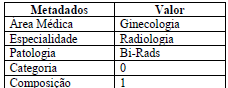 Metadados Valor
Área Médica Ginecologia
Especialidade Radiologia
Patologia Bi-Rads
Categoria 0
Composição 1